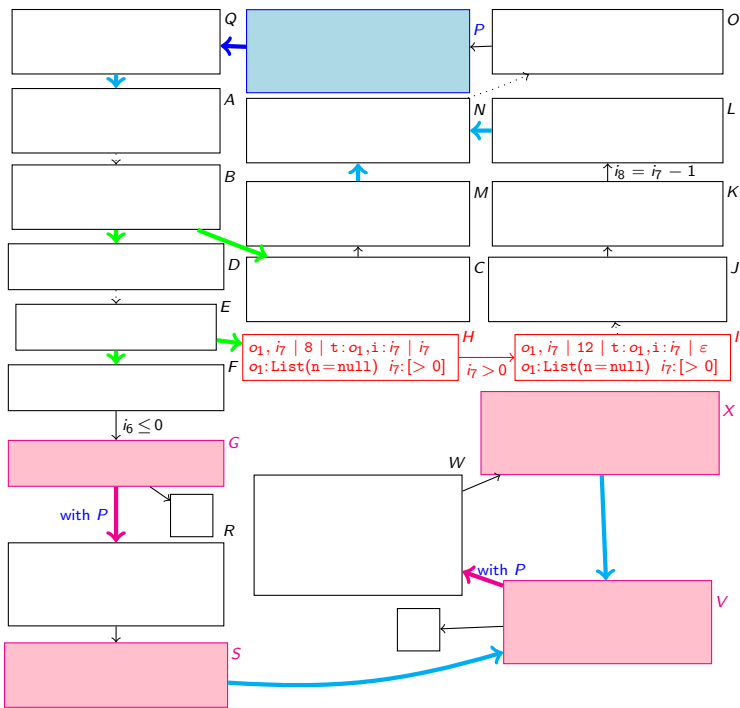 Q
P
O
A
N
L
B
i₈ = i₇ − 1
M
K
D
C
J
E
H
I
o₁, i₇ | 8 | t:o₁,i:i₇ | i₇
o₁:List(n=null) i₇:[> 0]
i₇ > 0
o₁, i₇ | 12 | t:o₁,i:i₇ | ε
o₁:List(n=null) i₇:[> 0]
F
i₆ ≤ 0
X
G
W
with P
R
with P
V
S